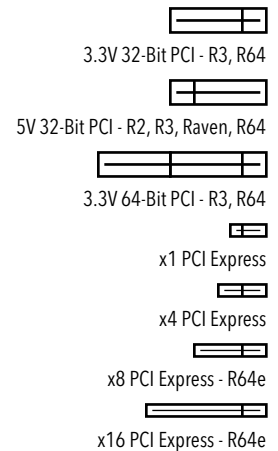 3.3V 32-Bit PCI - R3, R64
5V 32-Bit PCI - R2, R3, Raven, R64
3.3V 64-Bit PCI - R3, R64
x1 PCI Express
x4 PCI Express
x8 PCI Express - R64e
x16 PCI Express - R64e